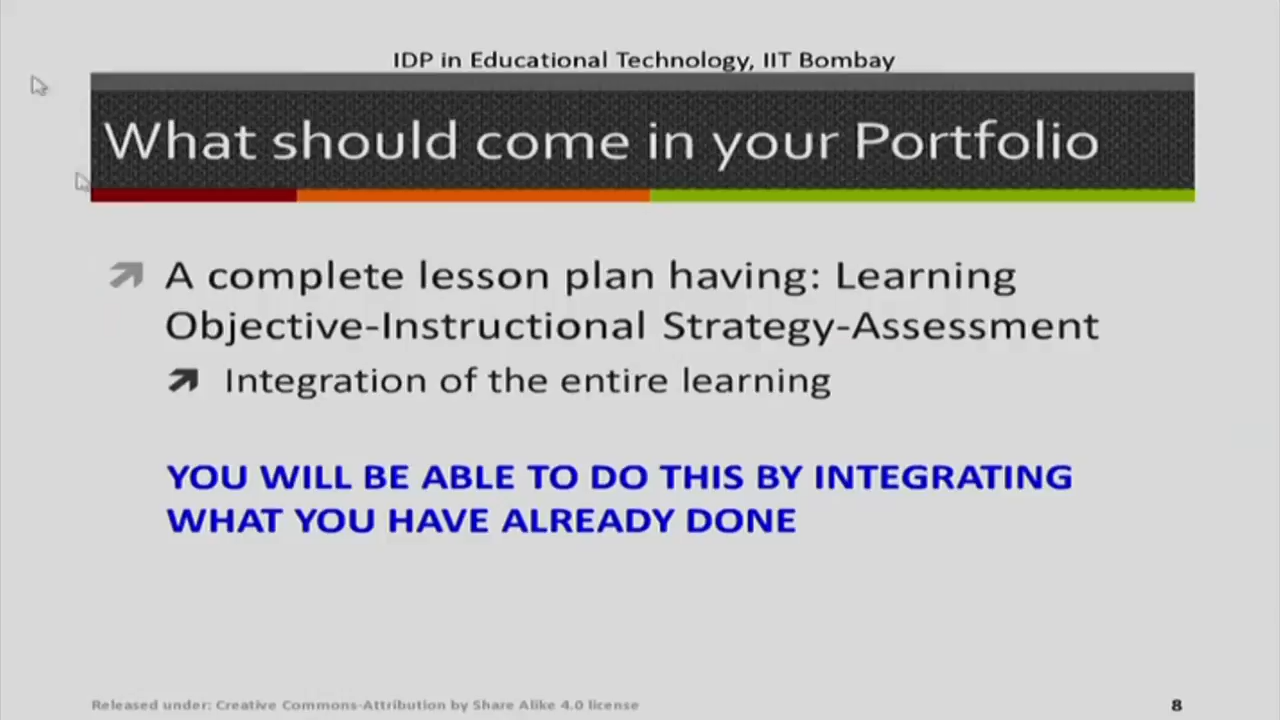 IDP in Educational Technology, IIT Bombay
What should come in your Portfolio
A complete lesson plan having: Learning
Objective-Instructional Strategy-Assessment
Integration of the entire learning
YOU WILL BE ABLE TO DO THIS BY INTEGRATING
WHAT YOU HAVE ALREADY DONE
Released under: Creative Commons-Attribution by Share Alike 4.0 license
8